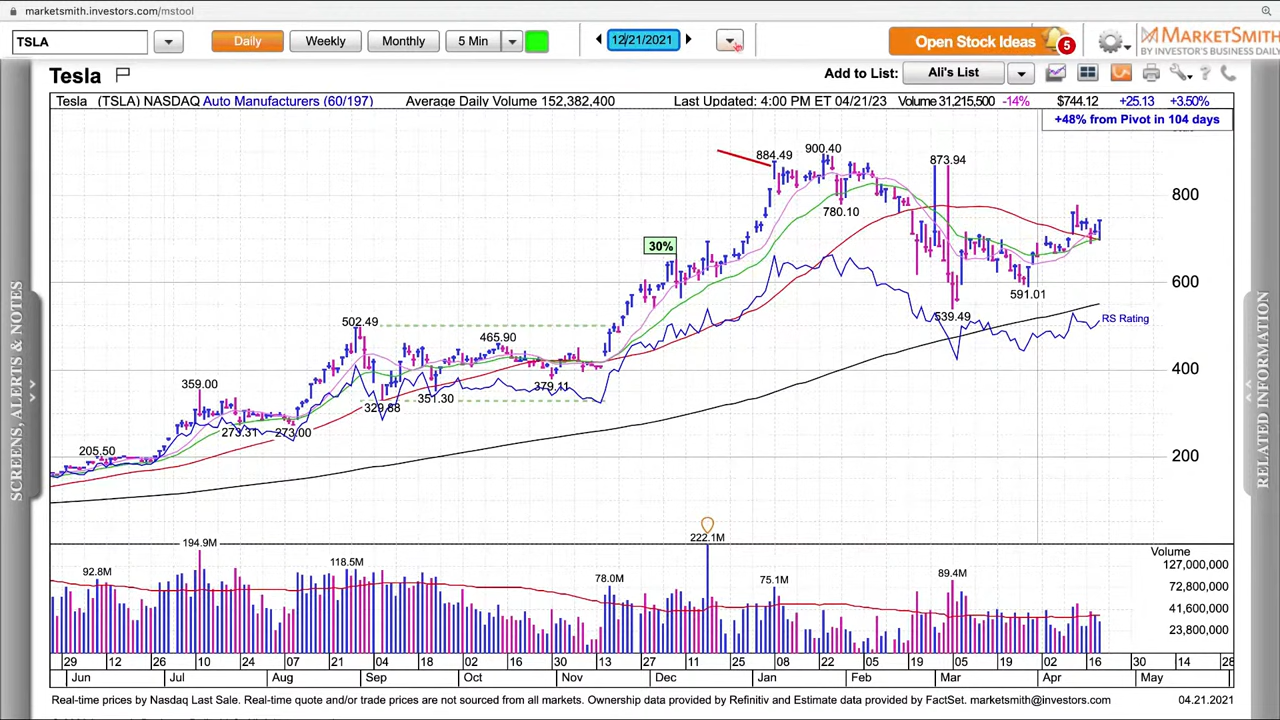 marketsmith.investors.com/mstool
TSLA
Daily
Weekly
Monthly
5 Min
12/21/2021
Open Stock Ideas
5
MARKETSMITH
BY INVESTOR'S BUSINESS DAILY
Tesla
Add to List:
Ali's List
Tesla (TSLA) NASDAQ Auto Manufacturers (60/197) Average Daily Volume 152,382,400 Last Updated: 4:00 PM ET 04/21/23 Volume 31,215,500 -14% $744.12 +25.13 +3.50%
+48% from Pivot in 104 days
884.49
900.40
873.94
800
780.10
30%
600
591.01
539.49
RS Rating
502.49
465.90
400
359.00
379.11
351.30
329.88
273.31
273.00
205.50
200
222.1M
194.9M
118.5M
92.8M
78.0M
75.1M
89.4M
Volume
127,000,000
72,800,000
41,600,000
23,800,000
29 12 26 10 24 07 21 04 18 02 16 30 13 27 11 25 08 22 05 19 05 19 02 16 30 14 28
Jun Jul Aug Sep Oct Nov Dec Jan Feb Mar Apr May
Real-time prices by Nasdaq Last Sale. Real-time quote and/or trade prices are not sourced from all markets. Ownership data provided by Refinitiv and Estimate data provided by FactSet. marketsmith@investors.com
04.21.2021
SCREENS, ALERTS & NOTES
RELATED INFORMATION